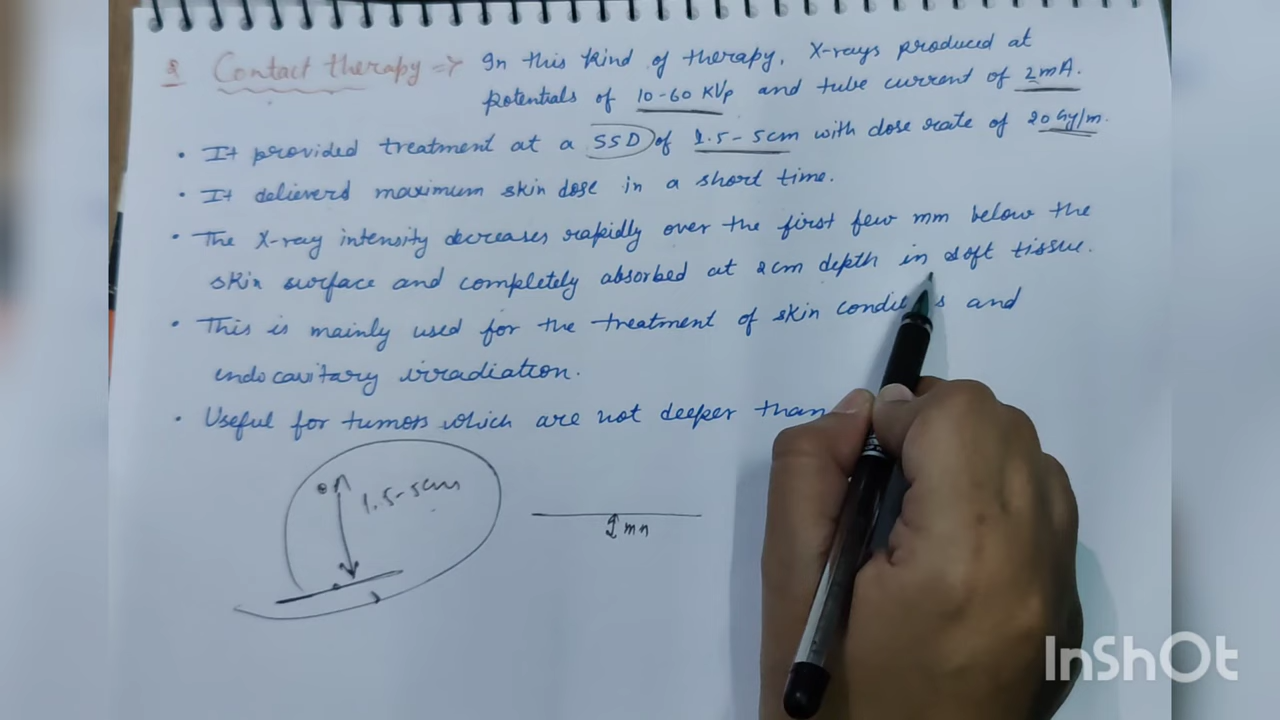 2 Contact therapy => In this kind of therapy, X-rays produced at
potentials of 10-60 KVp and tube current of 2mA.
• It provided treatment at a SSD of 1.5-5cm with dose rate of 20 Gy/m.
• It deliverd maximum skin dose in a short time.
• The X-ray intensity decreases rapidly over the first few mm below the
skin surface and completely absorbed at 2cm depth in soft tissue.
• This is mainly used for the treatment of skin and
endocavitary irradiation.
• Useful for tumors which are not deeper than
1.5-5cm
InShOt